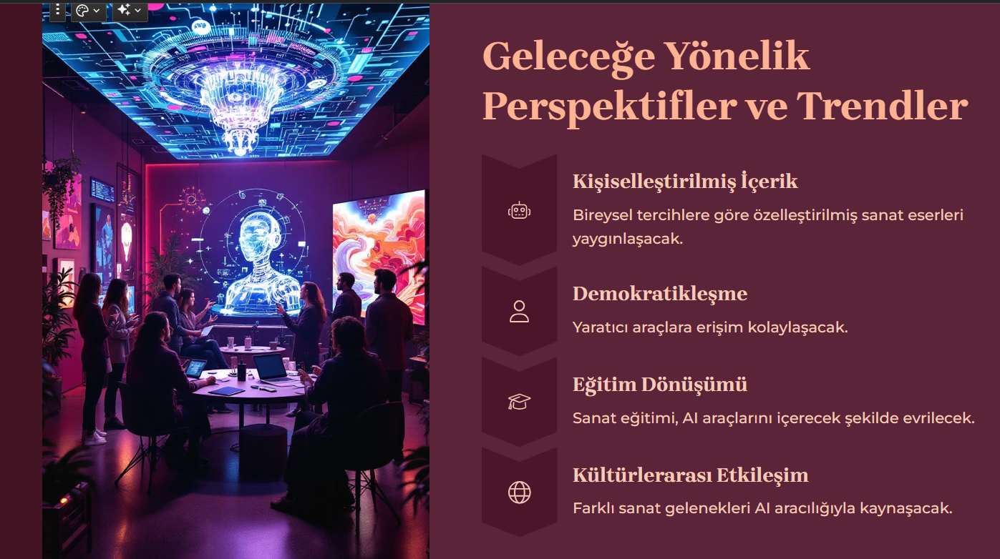 Geleceğe Yönelik
Perspektifler ve Trendler
Kişiselleştirilmiş İçerik
Bireysel tercihlere göre özelleştirilmiş sanat eserleri
yaygınlaşacak.
Demokratikleşme
Yaratıcı araçlara erişim kolaylaşacak.
Eğitim Dönüşümü
Sanat eğitimi, AI araçlarını içerecek şekilde evrilecek.
Kültürlerarası Etkileşim
Farklı sanat gelenekleri AI aracılığıyla kaynaşacak.